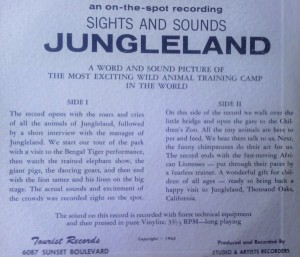 an on-the-spot recording
SIGHTS AND SOUNDS
JUNGLELAND
A WORD AND SOUND PICTURE OF
THE MOST EXCITING WILD ANIMAL TRAINING CAMP
IN THE WORLD
SIDE I
The record opens with the roars and cries
of all the animals of Jungleland, followed
by a short interview with the manager of
Jungleland. We start our tour of the park
with a visit to the Bengal Tiger performance,
then watch the trained elephant show, the
giant pigs, the dancing goats, and then end
with the lion tamer and his lions on the big
stage. The actual sounds and excitement of
the crowds was recorded right on the spot.
SIDE II
On this side of the record we walk over the
little bridge and open the gate to the Chil-
dren's Zoo. All the tiny animals are here to
pet and feed. We hear them talk to us. Next,
the funny chimpanzees do their act for us.
The record ends with the fast-moving Afri-
can Lionesses — put through their paces by
a fearless trainer. A wonderful gift for chil-
dren of all ages — ready to bring back a
happy visit to Jungleland, Thousand Oaks,
California.
The sound on this record is recorded with finest technical equipment
and then pressed in pure Vinylite. 33⅓ RPM—long playing
Tourist Records
6087 SUNSET BOULEVARD
Copyright - 1962
Produced and Recorded By
STUDIO & ARTISTS RECORDERS